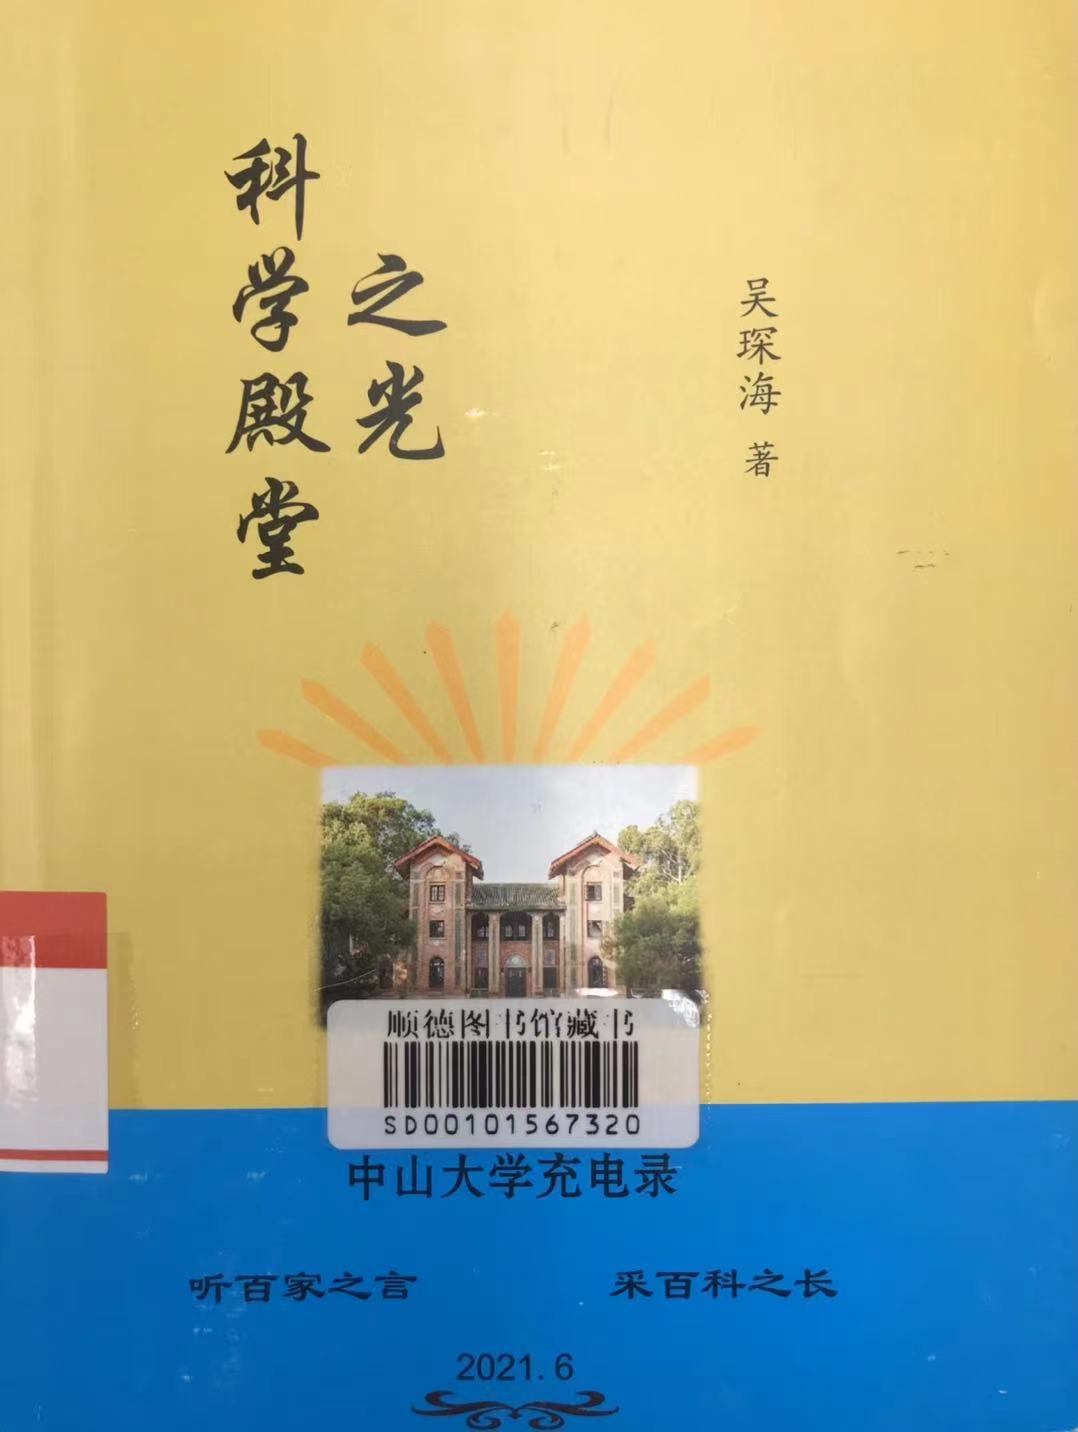 科学殿堂
之光
吴琛海 著
顺德图书馆藏书
SD00101567320
中山大学充电录
听百家之言 采百科之长
2021.6